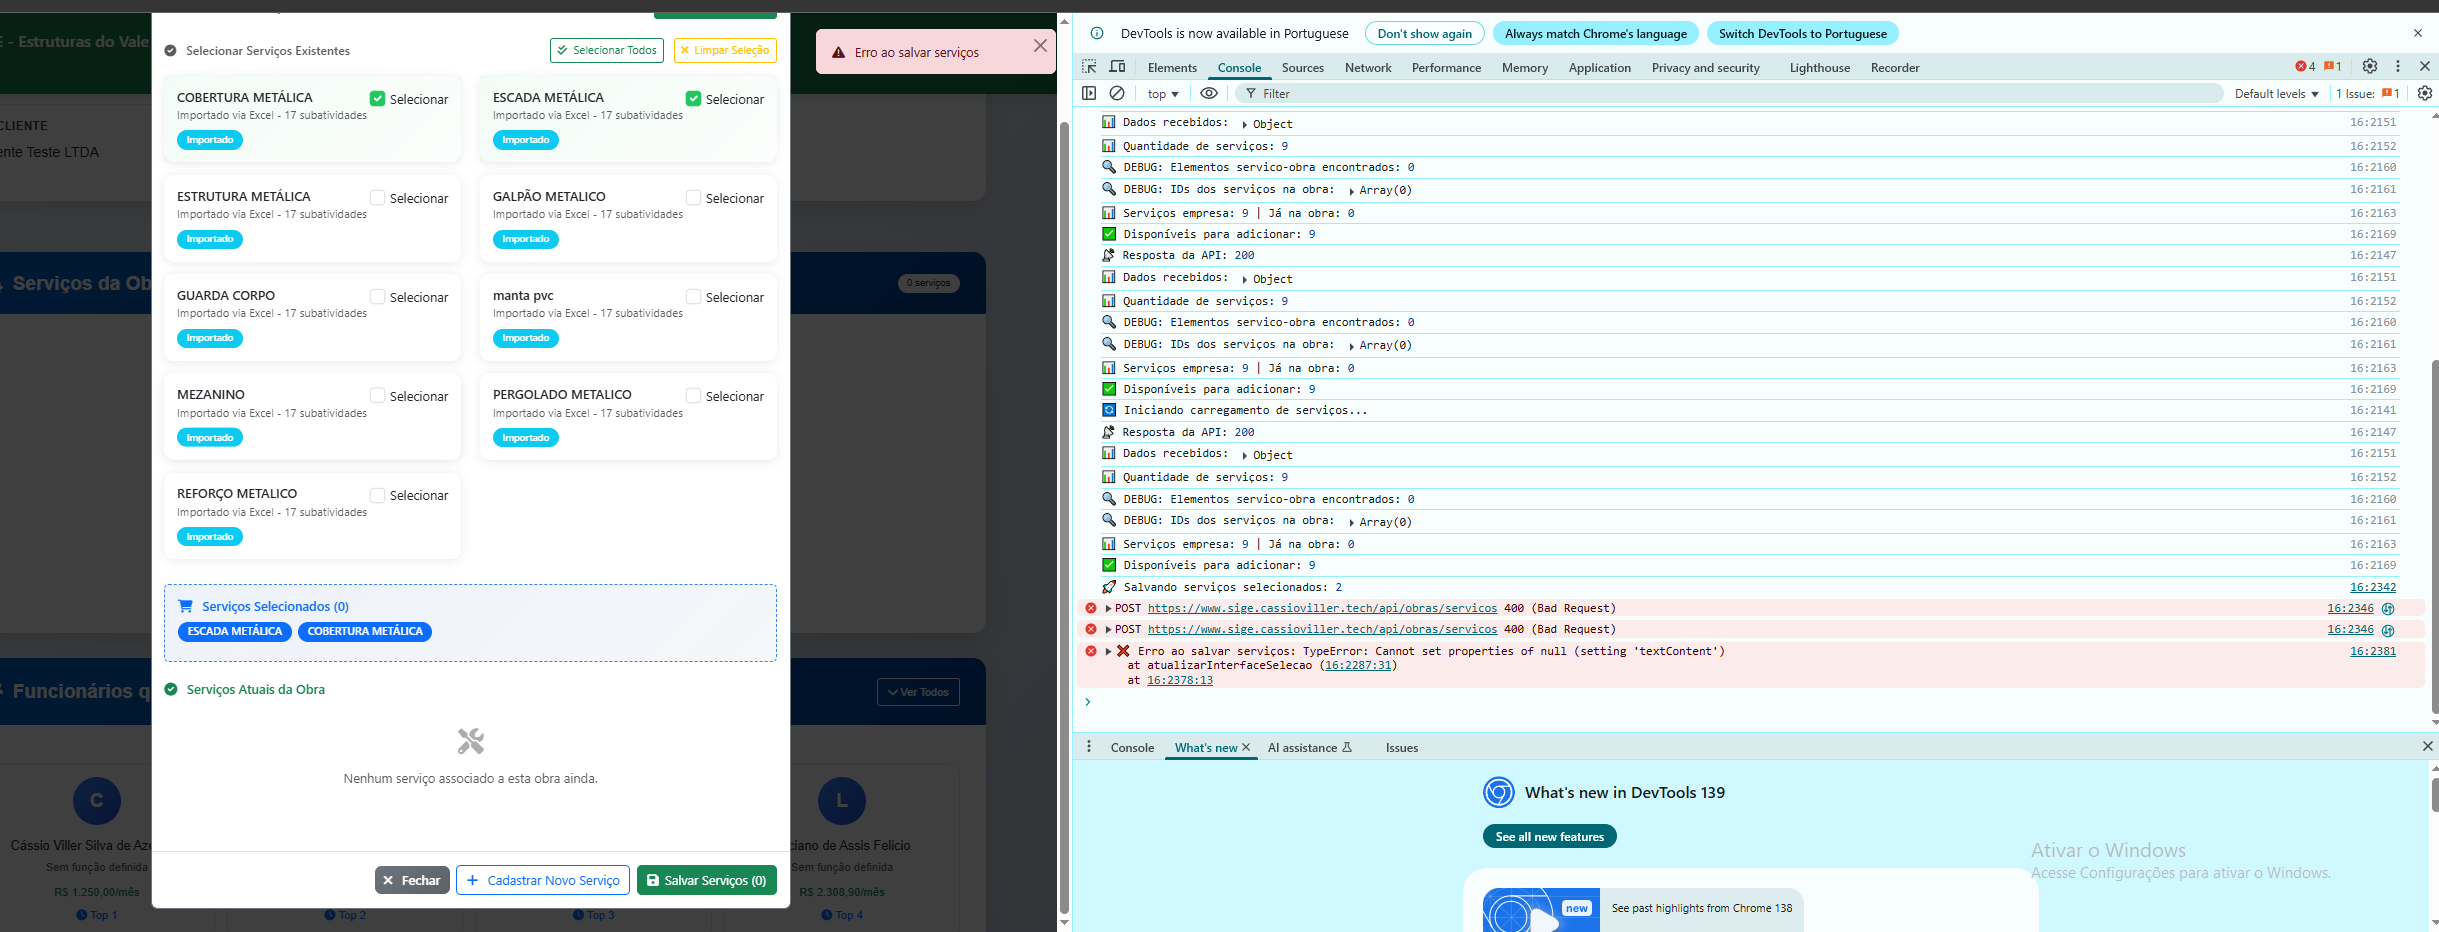 E - Estruturas do Vale
CLIENTE
ente Teste LTDA
Serviços da Ob
0 serviços
Funcionários q
Ver Todos
C
Cássio Viller Silva de Aze
Sem função definida
R$ 1.250,00/mês
Top 1
Top 2
Top 3
L
ciano de Assis Felicio
Sem função definida
R$ 2.308,90/mês
Top 4
Selecionar Serviços Existentes
Selecionar Todos
Limpar Seleção
COBERTURA METÁLICA
Selecionar
Importado via Excel - 17 subatividades
Importado
ESCADA METÁLICA
Selecionar
Importado via Excel - 17 subatividades
Importado
ESTRUTURA METÁLICA
Selecionar
Importado via Excel - 17 subatividades
Importado
GALPÃO METALICO
Selecionar
Importado via Excel - 17 subatividades
Importado
GUARDA CORPO
Selecionar
Importado via Excel - 17 subatividades
Importado
manta pvc
Selecionar
Importado via Excel - 17 subatividades
Importado
MEZANINO
Selecionar
Importado via Excel - 17 subatividades
Importado
PERGOLADO METALICO
Selecionar
Importado via Excel - 17 subatividades
Importado
REFORÇO METALICO
Selecionar
Importado via Excel - 17 subatividades
Importado
Serviços Selecionados (0)
ESCADA METÁLICA COBERTURA METÁLICA
Serviços Atuais da Obra
Nenhum serviço associado a esta obra ainda.
Fechar
Cadastrar Novo Serviço
Salvar Serviços (0)
Erro ao salvar serviços
DevTools is now available in Portuguese
Don't show again
Always match Chrome's language
Switch DevTools to Portuguese
Elements Console Sources Network Performance Memory Application Privacy and security Lighthouse Recorder
4 1
top
Filter
Default levels
1 Issue: 1
Dados recebidos: Object 16:2151
Quantidade de serviços: 9 16:2152
DEBUG: Elementos servico-obra encontrados: 0 16:2160
DEBUG: IDs dos serviços na obra: Array(0) 16:2161
Serviços empresa: 9 | Já na obra: 0 16:2163
Disponíveis para adicionar: 9 16:2169
Resposta da API: 200 16:2147
Dados recebidos: Object 16:2151
Quantidade de serviços: 9 16:2152
DEBUG: Elementos servico-obra encontrados: 0 16:2160
DEBUG: IDs dos serviços na obra: Array(0) 16:2161
Serviços empresa: 9 | Já na obra: 0 16:2163
Disponíveis para adicionar: 9 16:2169
Iniciando carregamento de serviços... 16:2141
Resposta da API: 200 16:2147
Dados recebidos: Object 16:2151
Quantidade de serviços: 9 16:2152
DEBUG: Elementos servico-obra encontrados: 0 16:2160
DEBUG: IDs dos serviços na obra: Array(0) 16:2161
Serviços empresa: 9 | Já na obra: 0 16:2163
Disponíveis para adicionar: 9 16:2169
Salvando serviços selecionados: 2 16:2342
POST https://www.sige.cassioviller.tech/api/obras/servicos 400 (Bad Request) 16:2346
POST https://www.sige.cassioviller.tech/api/obras/servicos 400 (Bad Request) 16:2346
Erro ao salvar serviços: TypeError: Cannot set properties of null (setting 'textContent') 16:2381
at atualizarInterfaceSelecao (16:2287:31)
at 16:2378:13
Console What's new AI assistance Issues
What's new in DevTools 139
See all new features
new
See past highlights from Chrome 138
Ativar o Windows
Acesse Configurações para ativar o Windows.